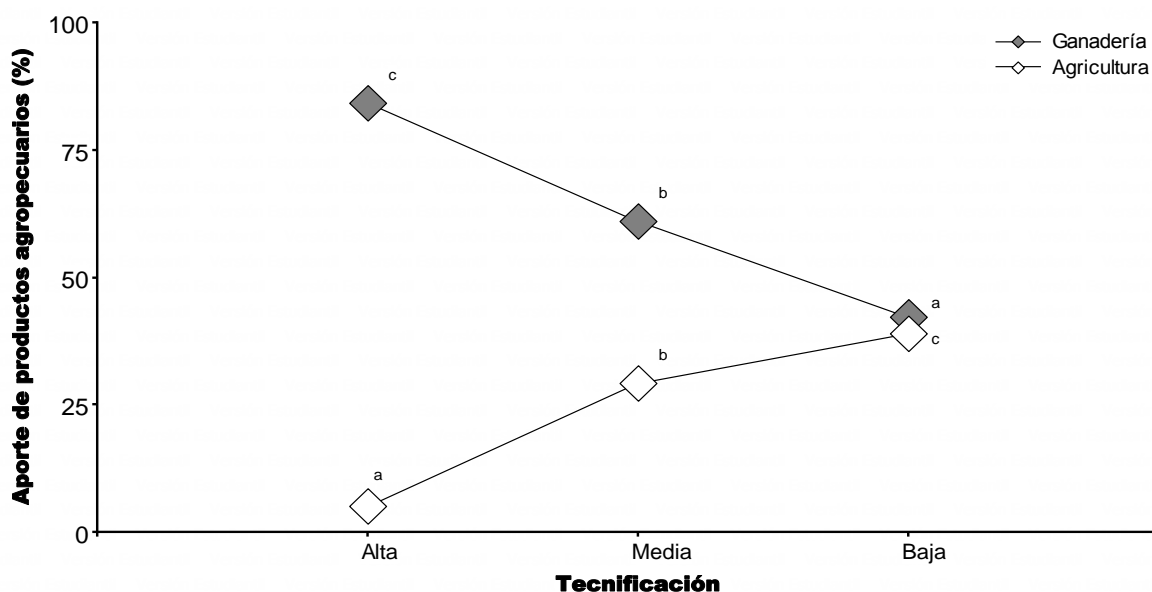 100
Ganadería
Agricultura
c
75
b
50
a
c
b
25
a
0
Alta Media Baja
Tecnificación
Aporte de productos agropecuarios (%)